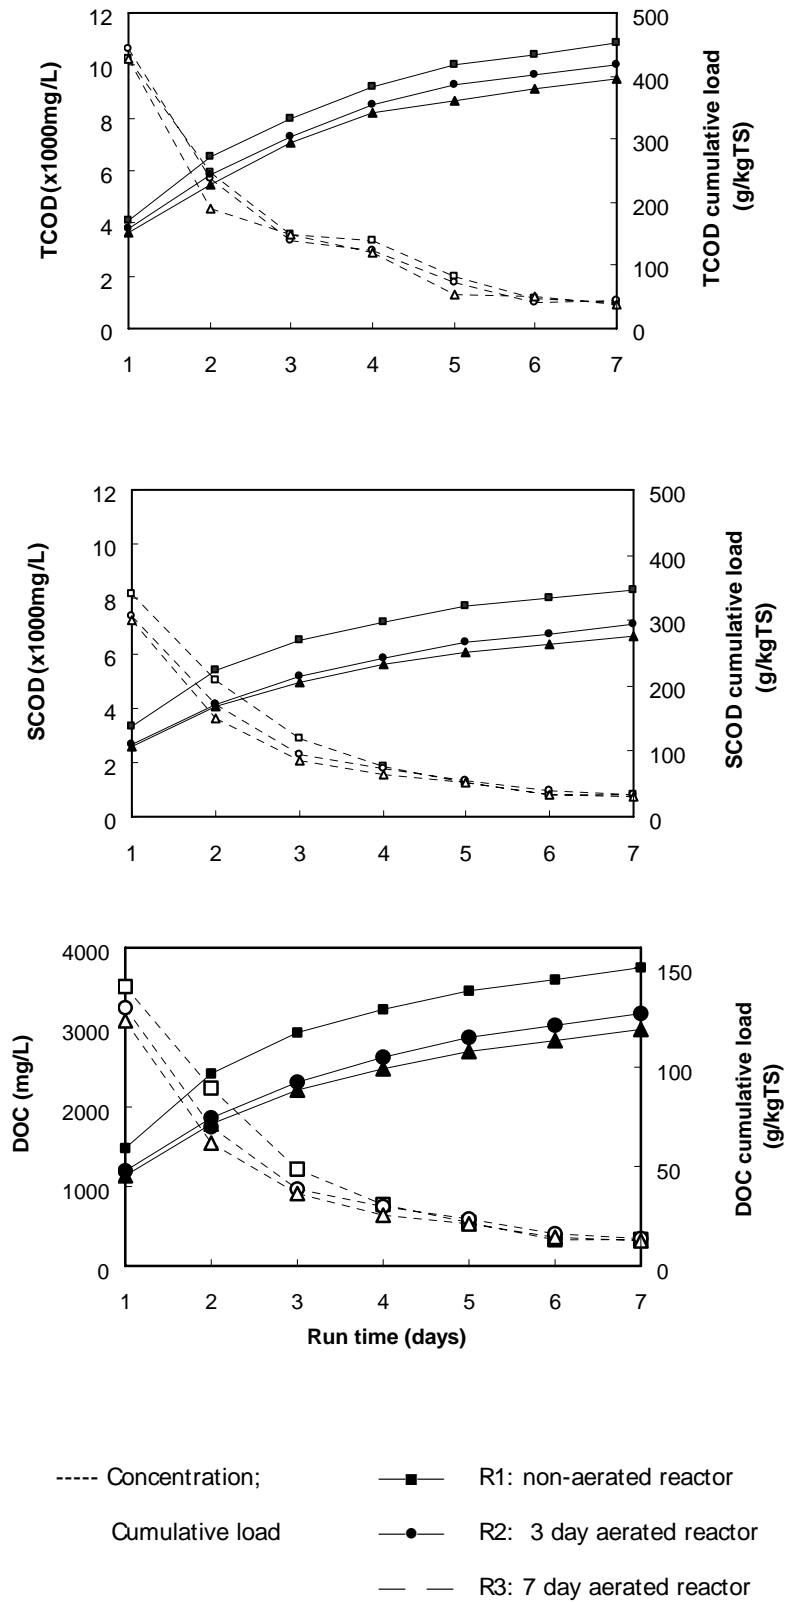 12
10
8
6
4
2
0
TCOD(x1000mg/L)
500
400
300
200
100
0
TCOD cumulative load
(g/kgTS)
1 2 3 4 5 6 7
12
10
8
6
4
2
0
SCOD(x1000mg/L)
500
400
300
200
100
0
SCOD cumulative load
(g/kgTS)
1 2 3 4 5 6 7
4000
3000
2000
1000
0
DOC (mg/L)
150
100
50
0
DOC cumulative load
(g/kgTS)
1 2 3 4 5 6 7
Run time (days)
Concentration;
Cumulative load
R1: non-aerated reactor
R2: 3 day aerated reactor
R3: 7 day aerated reactor